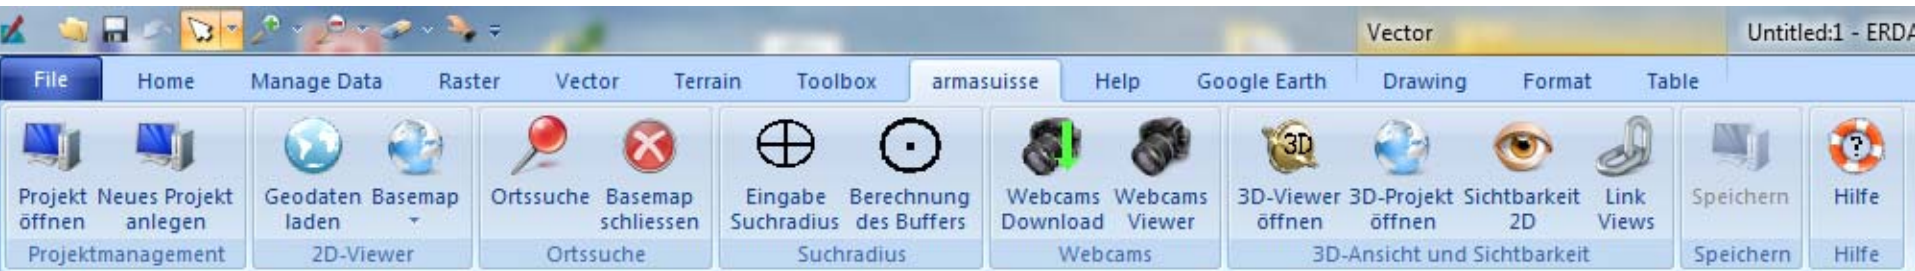 Vector
Untitled:1 - ERDA
File Home Manage Data Raster Vector Terrain Toolbox armasuisse Help Google Earth Drawing Format Table
Projekt öffnen
Neues Projekt anlegen
Geodaten laden
Basemap
Ortssuche
Basemap schliessen
Eingabe Suchradius
Berechnung des Buffers
Webcams Download
Webcams Viewer
3D
3D-Viewer öffnen
3D-Projekt öffnen
Sichtbarkeit 2D
Link Views
Speichern
?
Hilfe
Projektmanagement
2D-Viewer
Ortssuche
Suchradius
Webcams
3D-Ansicht und Sichtbarkeit
Speichern
Hilfe